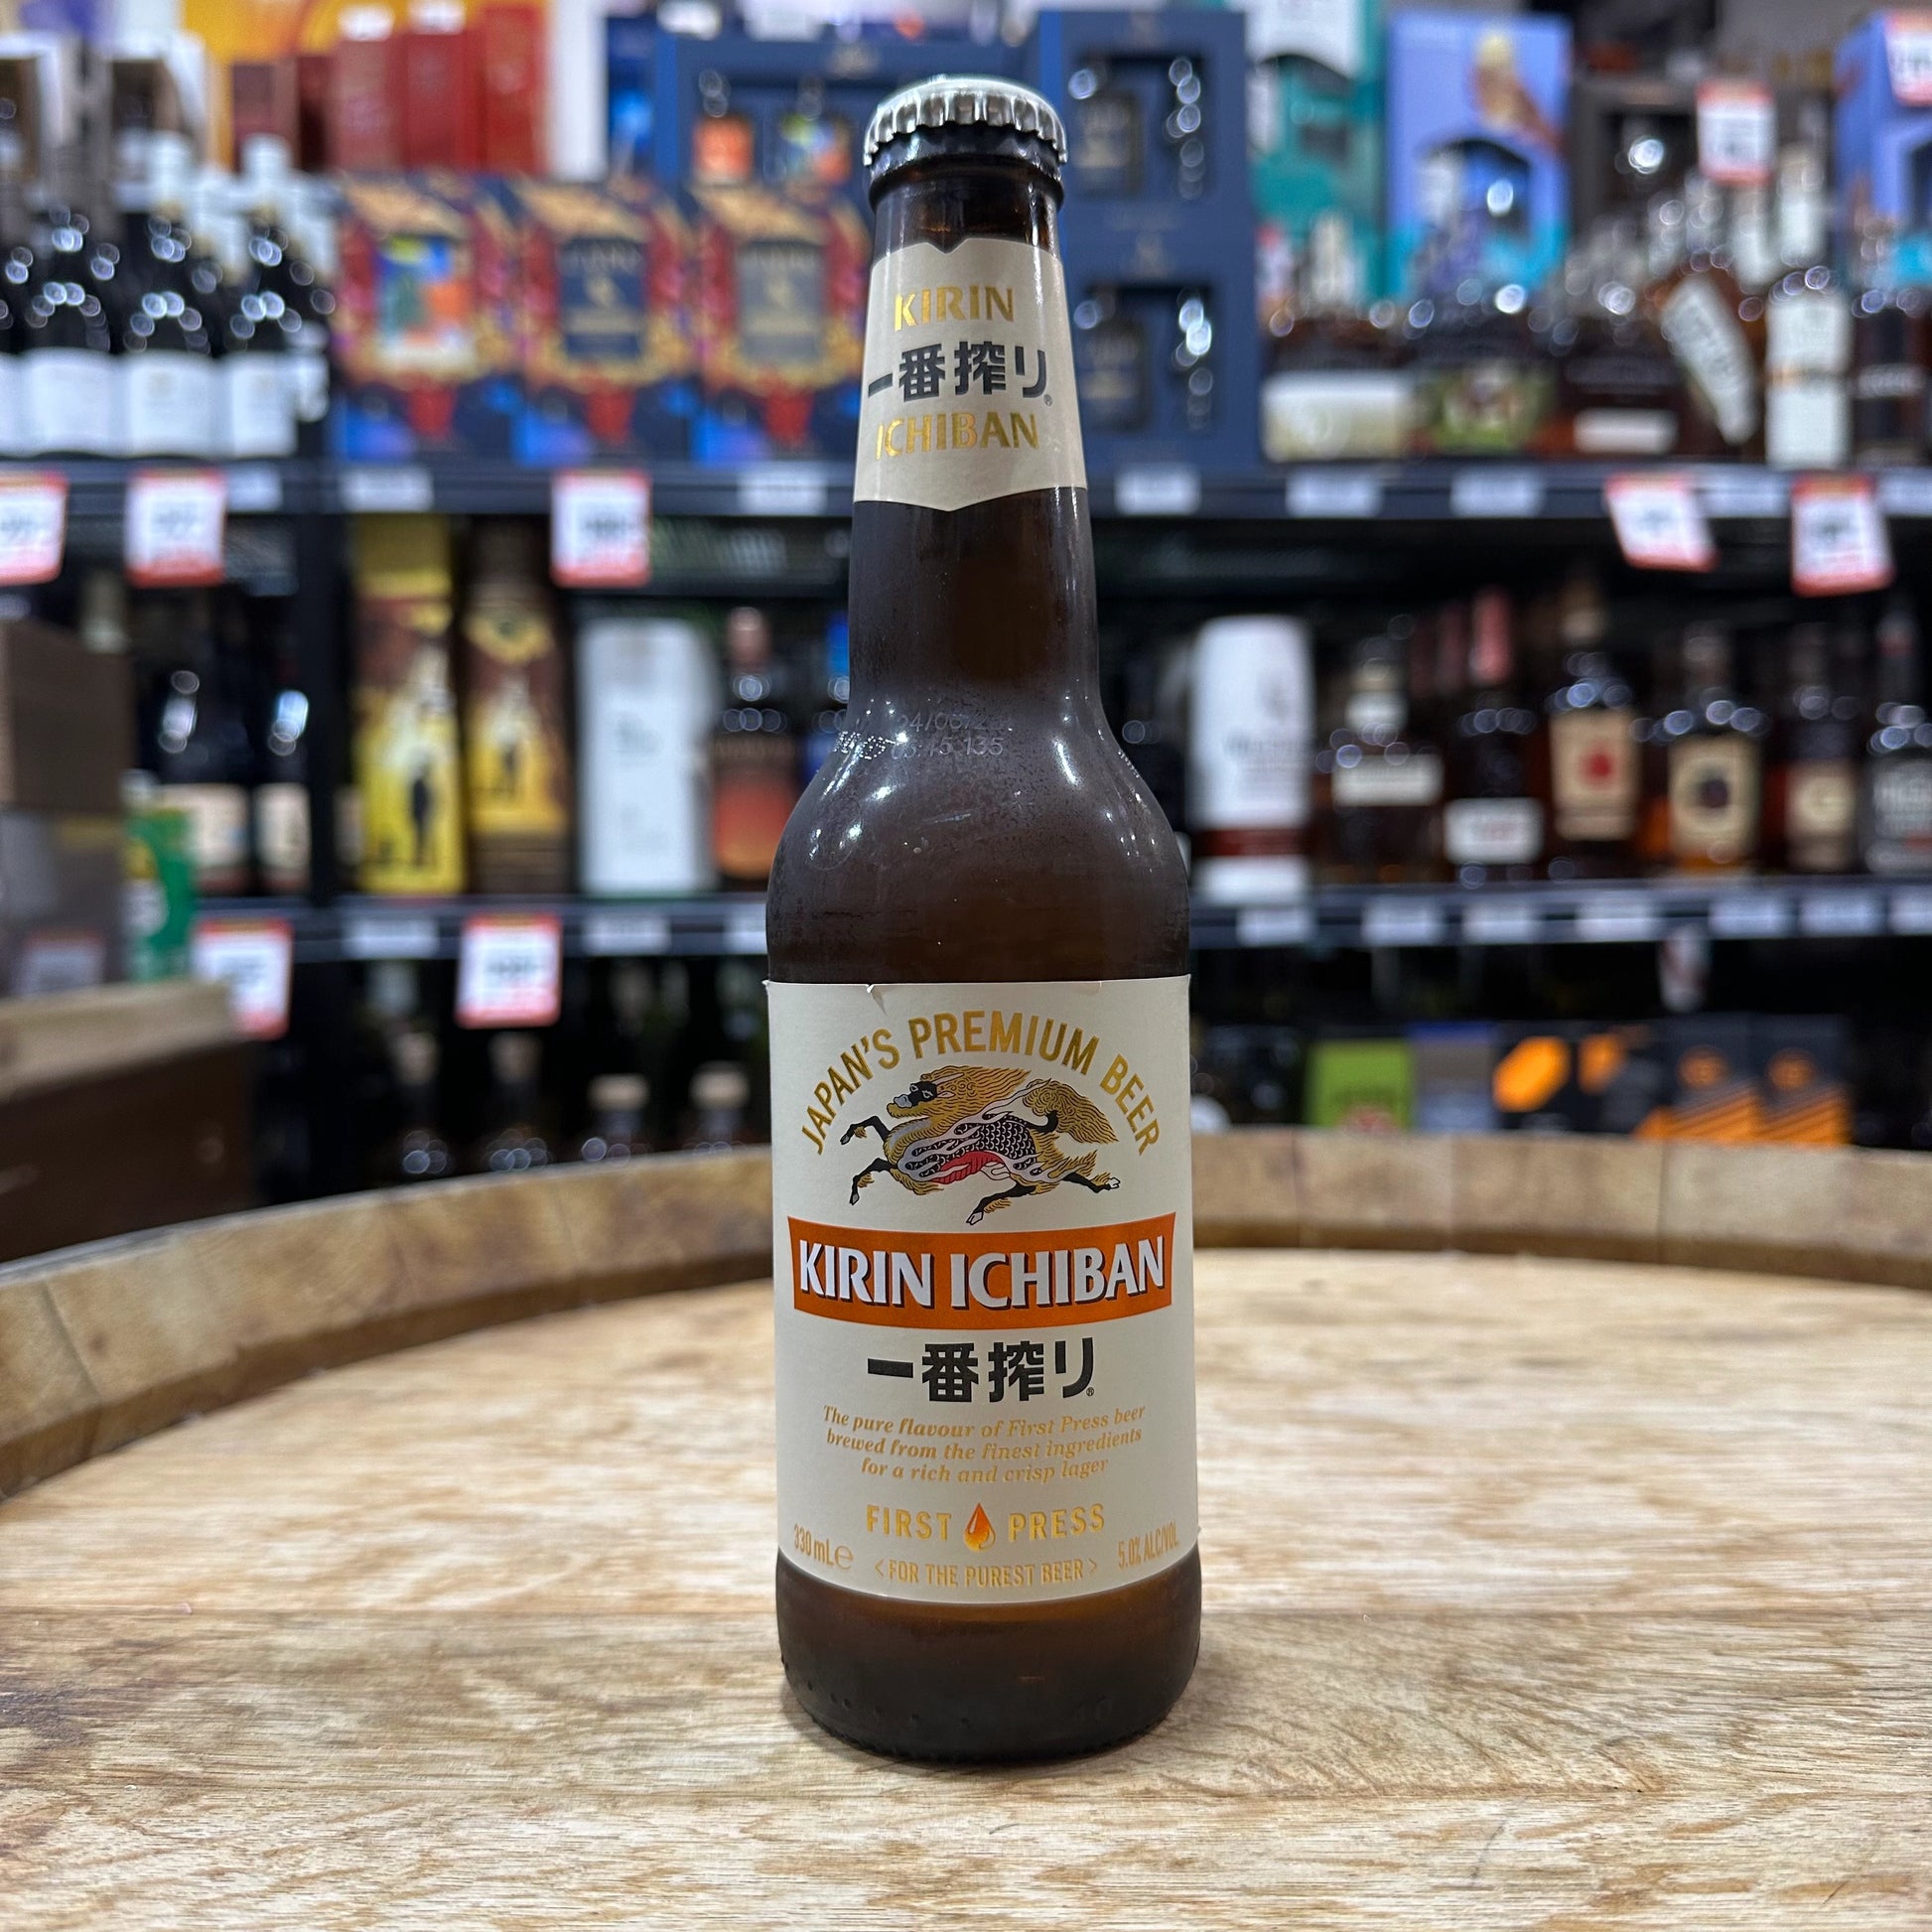 KIRIN
一番搾り®
ICHIBAN
JAPAN'S PREMIUM BEER
KIRIN ICHIBAN
一番搾り®
The pure flavour of First Press beer
brewed from the finest ingredients
for a rich and crisp lager
FIRST PRESS
330 mL ℮
<FOR THE PUREST BEER>
5.0% ALC/VOL